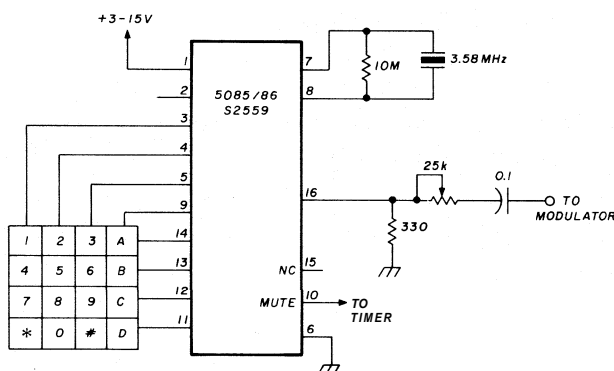 +3-15V
1
2
3
4
5
9
14
13
12
11
5085/86
S2559
7
8
16
NC 15
MUTE 10
6
10M
3.58MHz
25k
0.1
330
TO
MODULATOR
TO
TIMER
1 2 3 A
4 5 6 B
7 8 9 C
* 0 # D